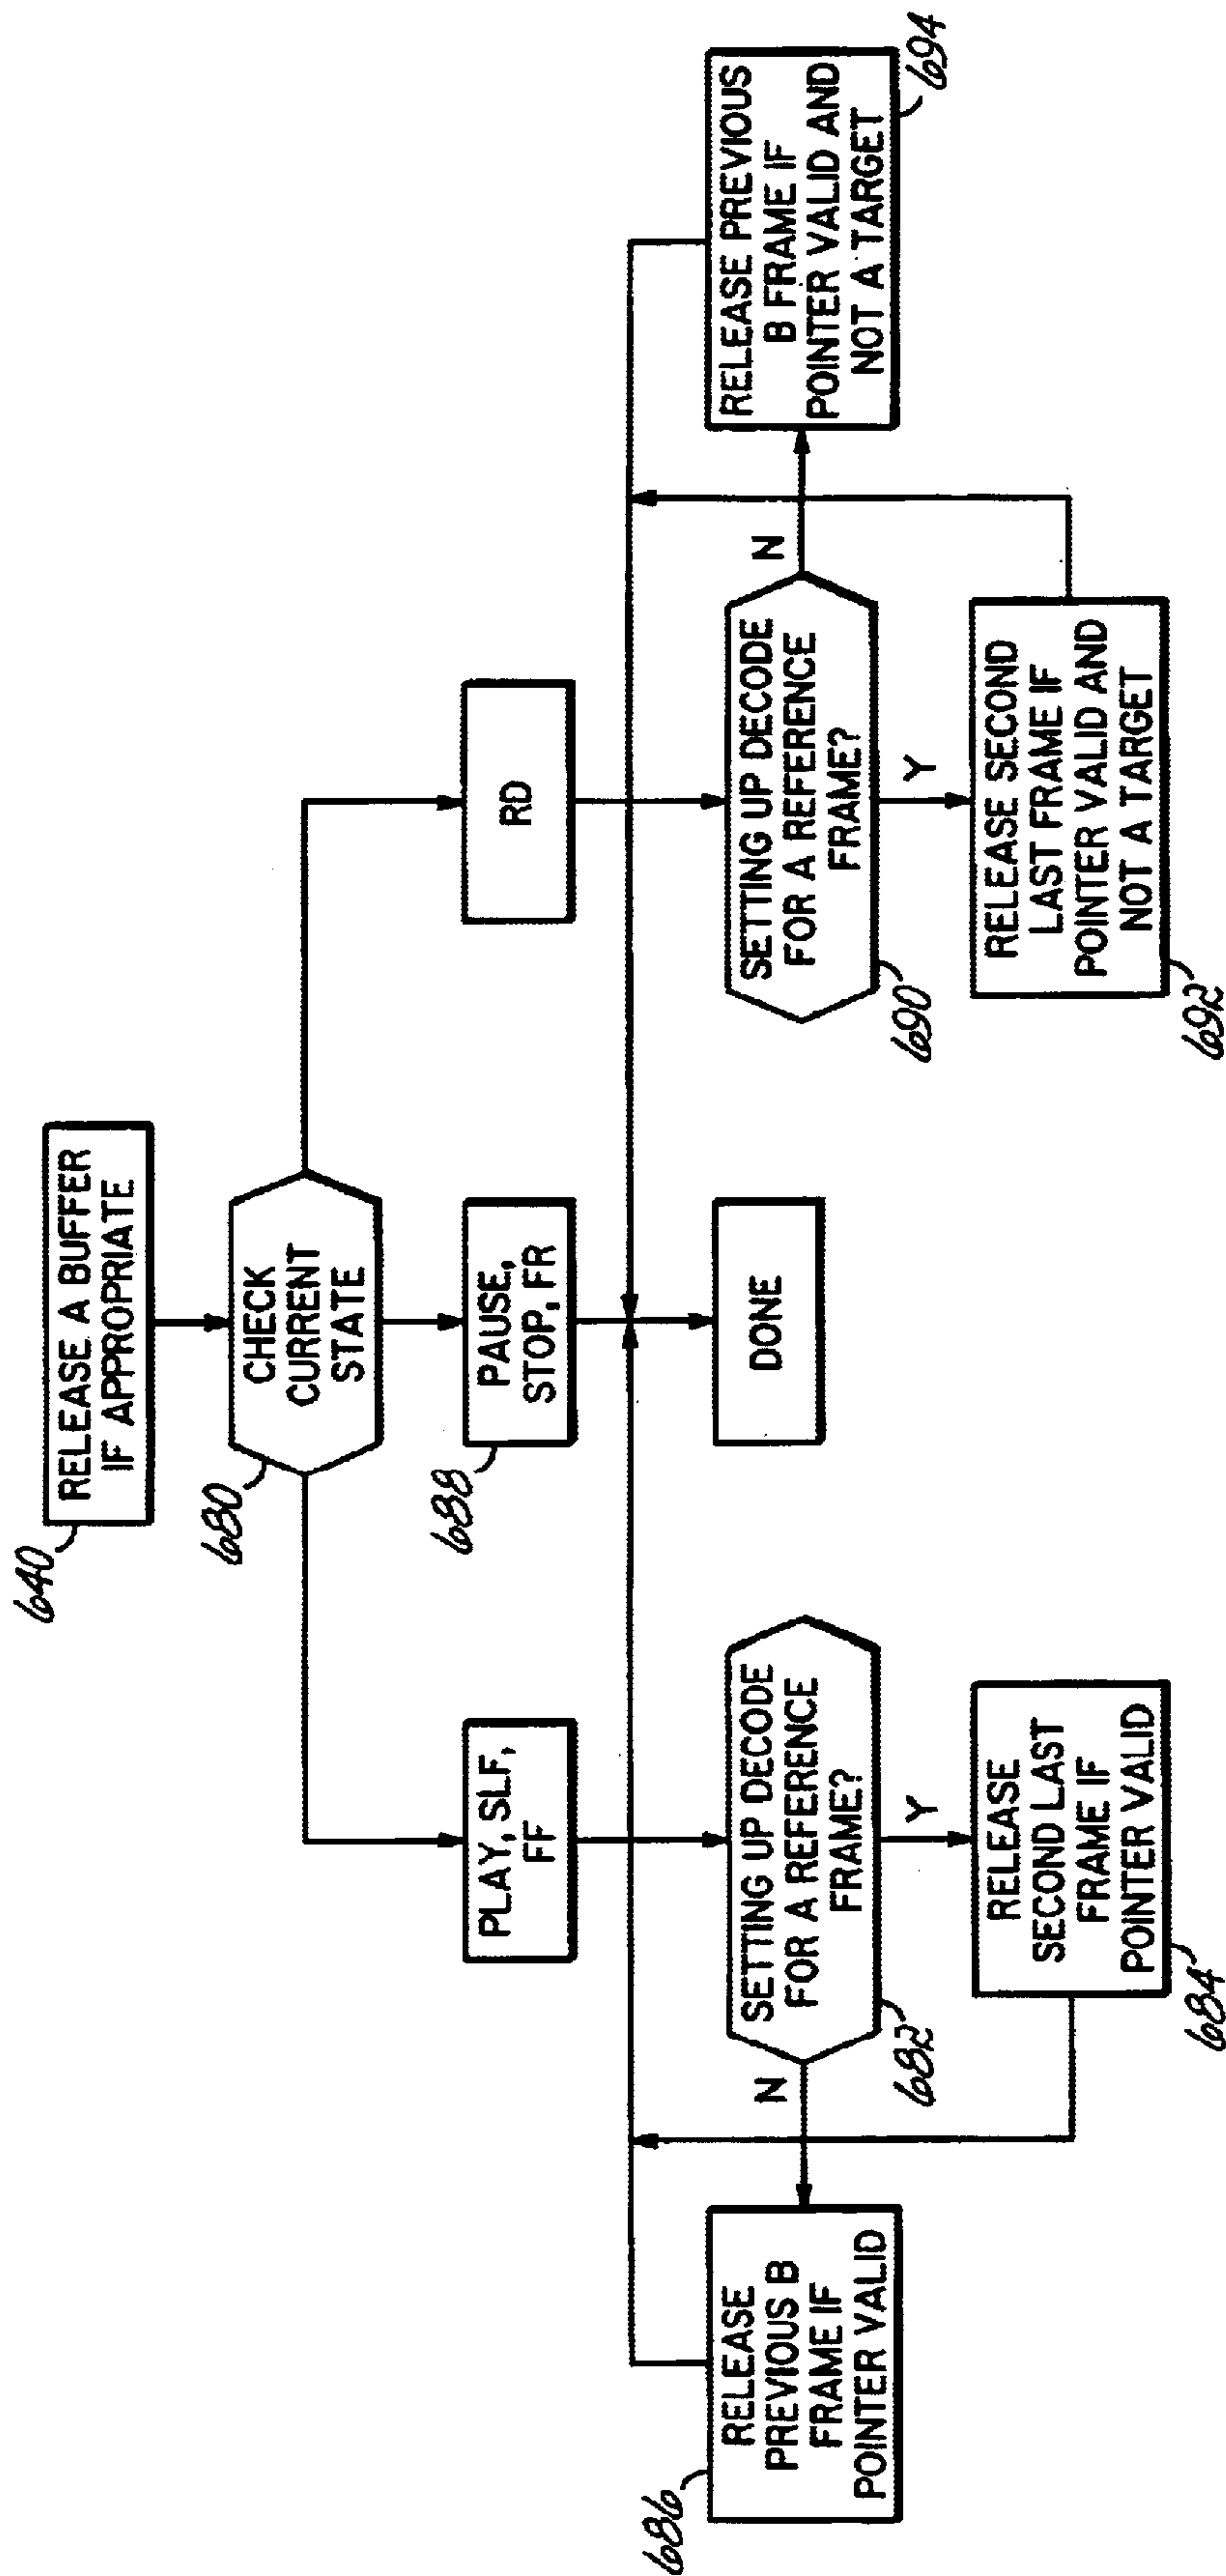 640
RELEASE A BUFFER
IF APPROPRIATE
680
CHECK
CURRENT
STATE
PLAY, SLF,
FF
688
PAUSE,
STOP, FR
RD
686
RELEASE
PREVIOUS B
FRAME IF
POINTER VALID
N
682
SETTING UP DECODE
FOR A REFERENCE
FRAME?
Y
684
RELEASE
SECOND LAST
FRAME IF
POINTER VALID
DONE
690
SETTING UP DECODE
FOR A REFERENCE
FRAME?
N
Y
692
RELEASE SECOND
LAST FRAME IF
POINTER VALID AND
NOT A TARGET
RELEASE PREVIOUS
B FRAME IF
POINTER VALID AND
NOT A TARGET
694